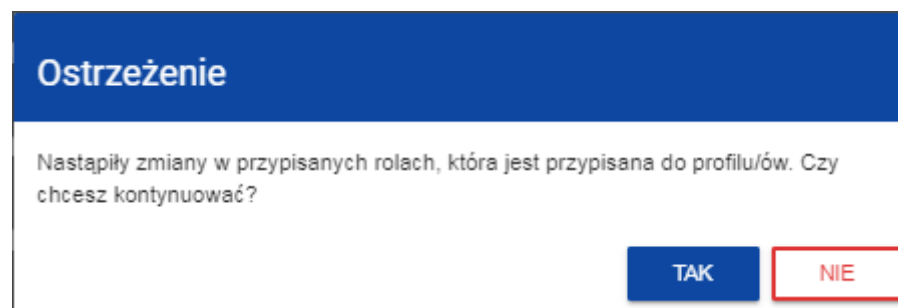 Ostrzeżenie
Nastąpiły zmiany w przypisanych rolach, która jest przypisana do profilu/ów. Czy
chcesz kontynuować?
TAK NIE